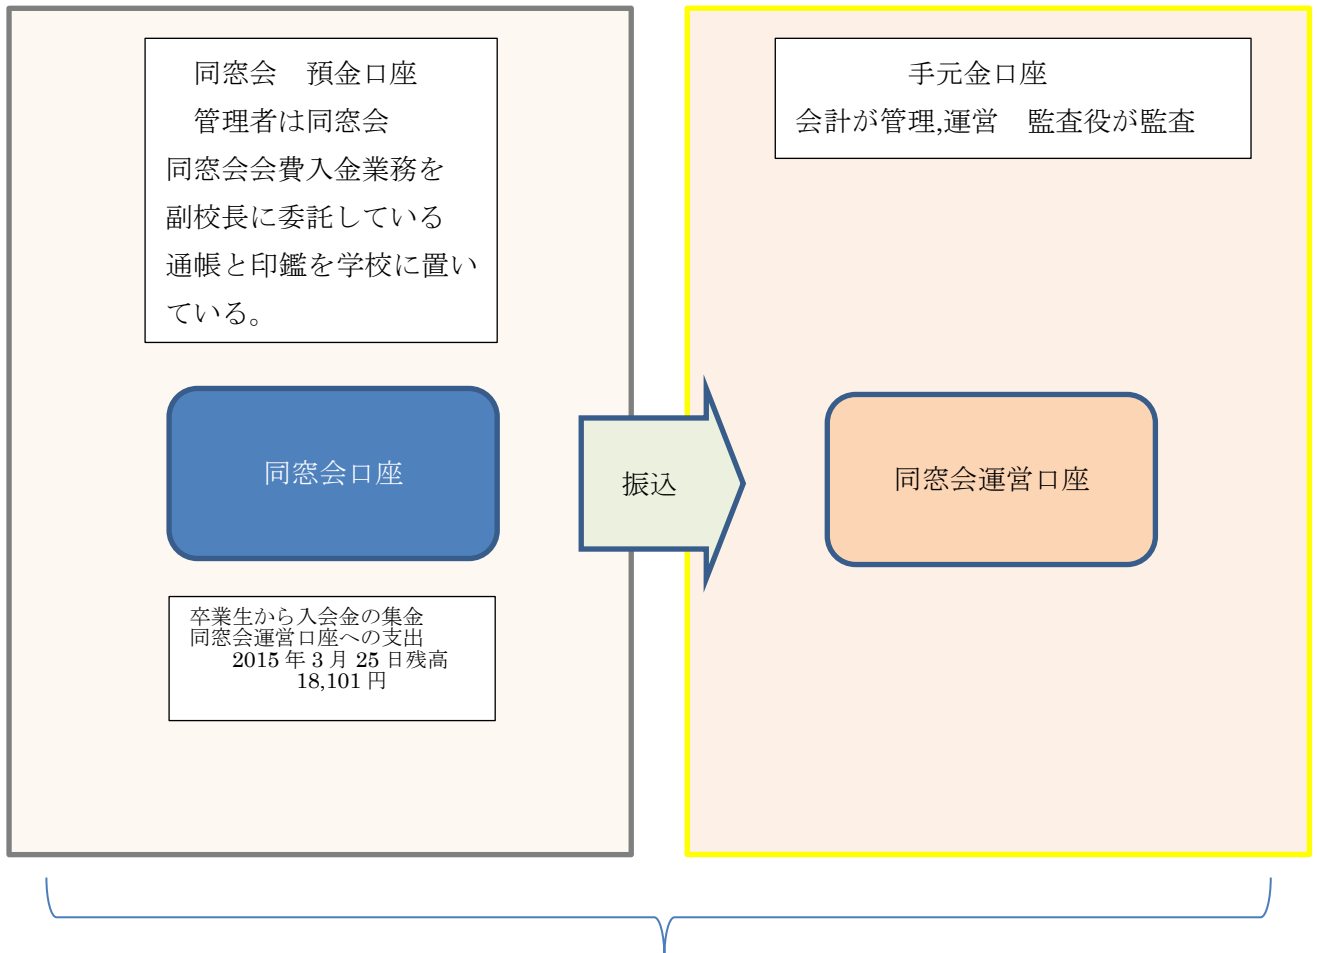 同窓会　預金口座
管理者は同窓会
同窓会会費入金業務を
副校長に委託している
通帳と印鑑を学校に置い
ている。
同窓会口座
卒業生から入会金の集金
同窓会運営口座への支出
2015 年 3 月 25 日残高
18,101 円
振込
手元金口座
会計が管理,運営　監査役が監査
同窓会運営口座